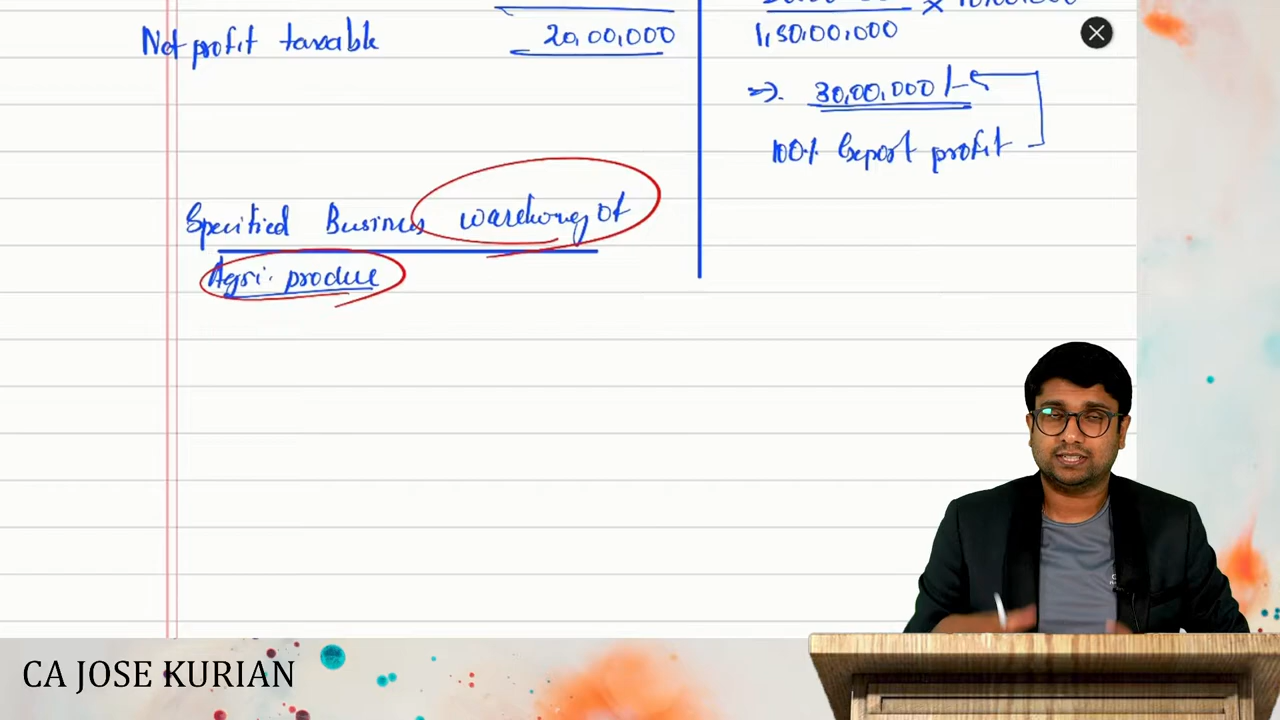 Net profit taxable 20,00,000
Specified Business warehousing of
Agri. produce
× 
1,50,00,000
⇒ 30,00,000/-
100% Export profit
CA JOSE KURIAN